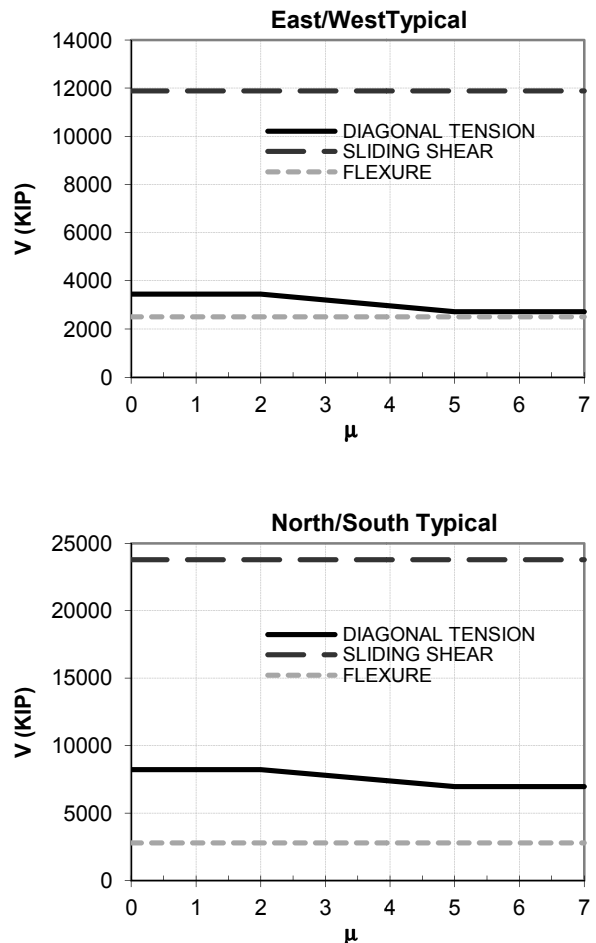 East/WestTypical
14000
12000
10000
8000
6000
4000
2000
0
V (KIP)
DIAGONAL TENSION
SLIDING SHEAR
FLEXURE
0 1 2 3 4 5 6 7
μ
North/South Typical
25000
20000
15000
10000
5000
0
V (KIP)
DIAGONAL TENSION
SLIDING SHEAR
FLEXURE
0 1 2 3 4 5 6 7
μ